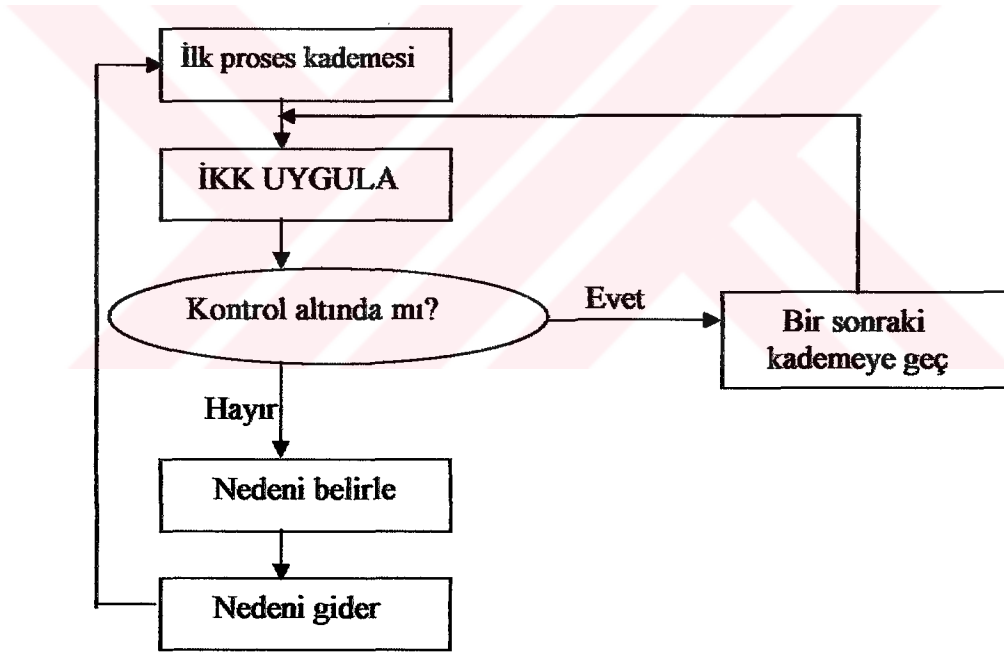 İlk proses kademesi
İKK UYGULA
Kontrol altında mı?
Evet
Bir sonraki
kademeye geç
Hayır
Nedeni belirle
Nedeni gider